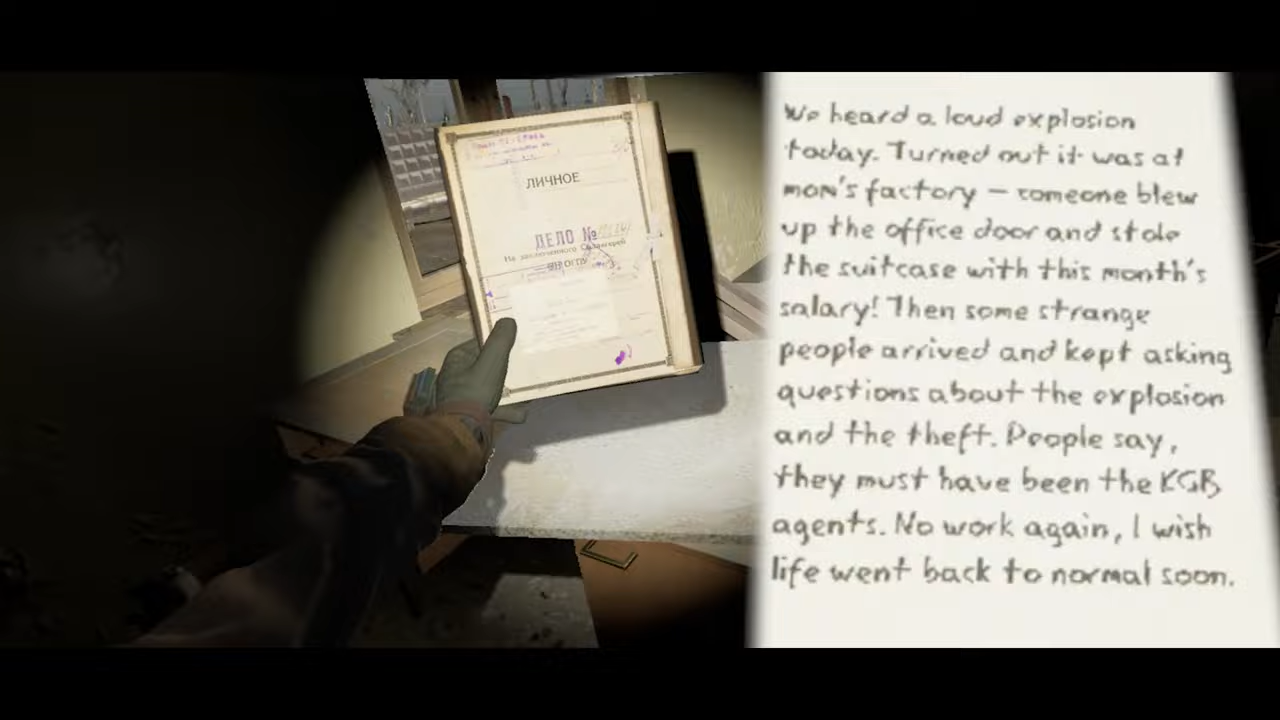 ЛИЧНОЕ
ДЕЛО №
На заключенного
We heard a loud explosion
today. Turned out it was at
mom's factory – someone blew
up the office door and stole
the suitcase with this month's
salary! Then some strange
people arrived and kept asking
questions about the explosion
and the theft. People say,
they must have been the KGB
agents. No work again, I wish
life went back to normal soon.